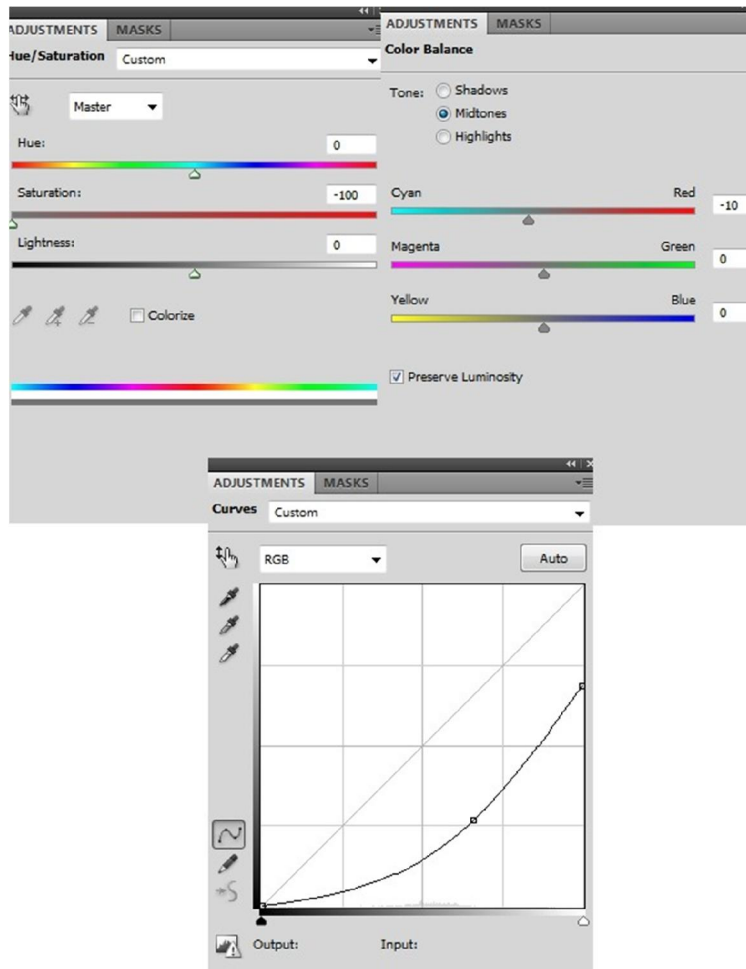 ADJUSTMENTS MASKS
Hue/Saturation Custom
Master
Hue: 0
Saturation: -100
Lightness: 0
Colorize
ADJUSTMENTS MASKS
Color Balance
Tone: Shadows
Midtones
Highlights
Cyan Red -10
Magenta Green 0
Yellow Blue 0
Preserve Luminosity
ADJUSTMENTS MASKS
Curves Custom
RGB Auto
Output: Input: